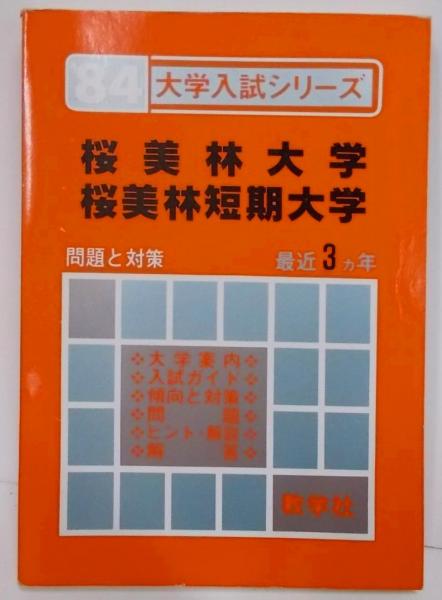 84 大学入試シリーズ
桜美林大学
桜美林短期大学
問題と対策 最近3ヵ年
❖大学案内❖
❖入試ガイド❖
❖傾向と対策❖
❖問題❖
❖ヒント・解説❖
❖解答❖
教学社